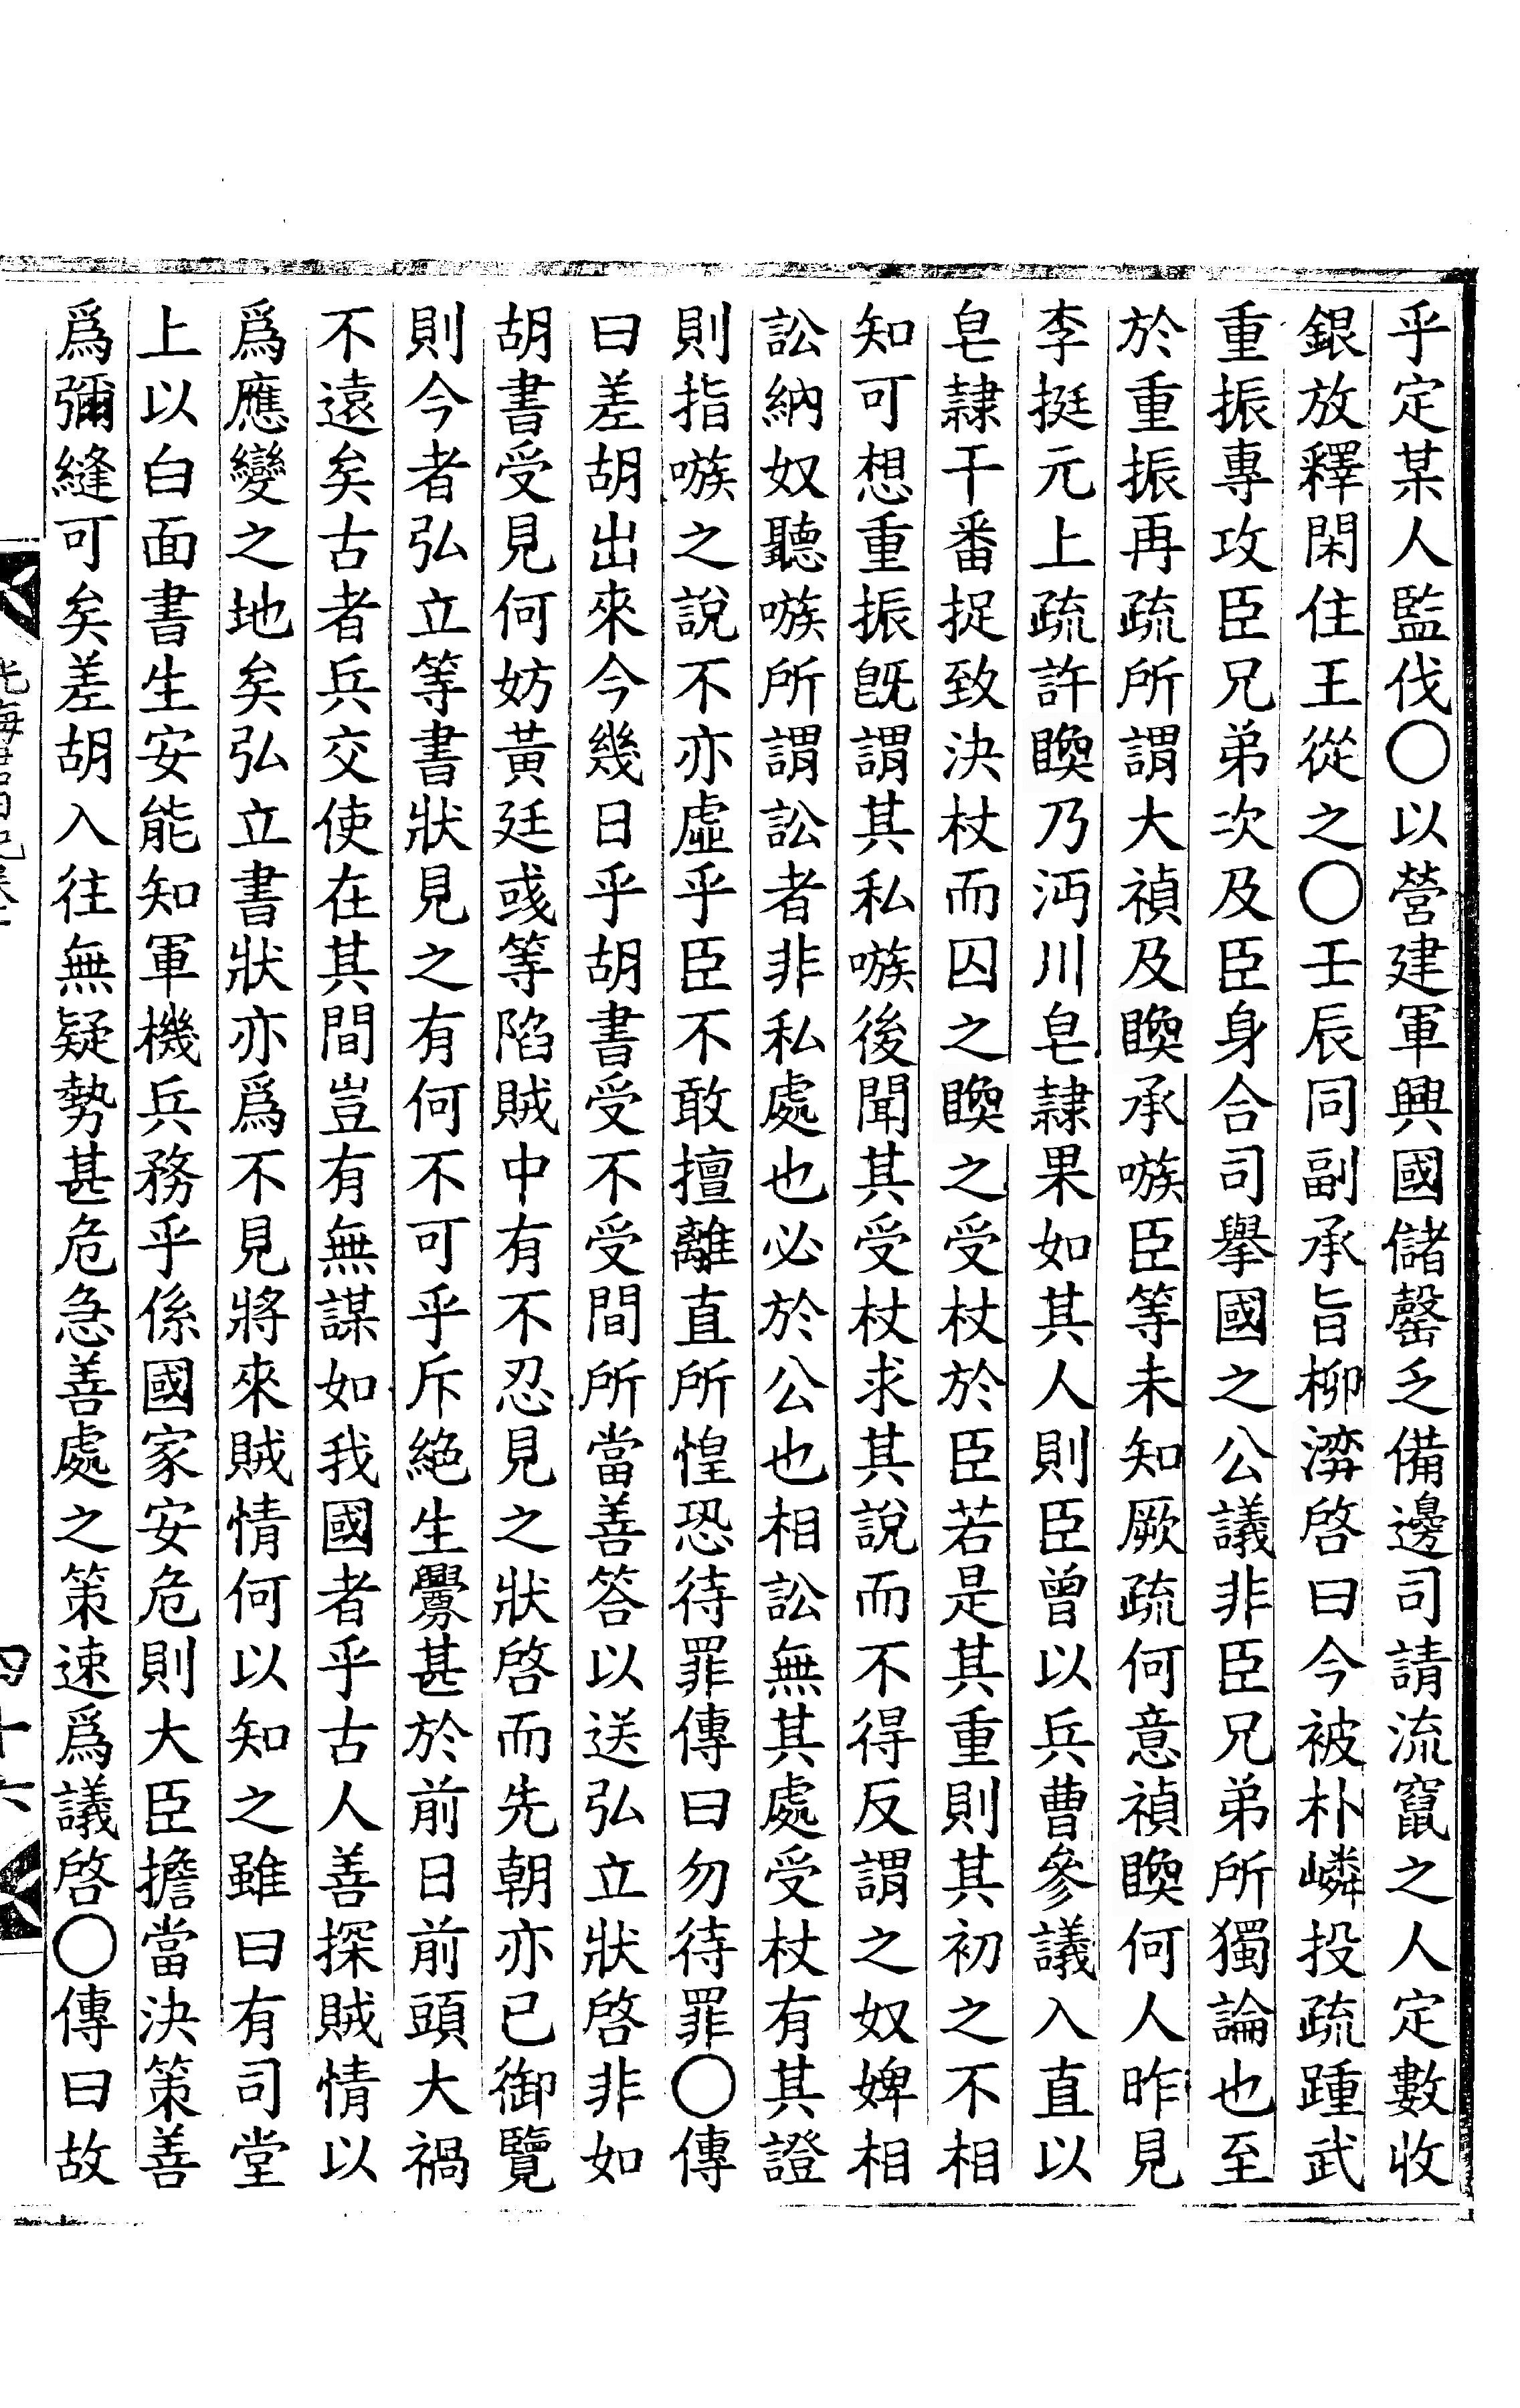 乎定某人監伐○以營建軍興國儲罄乏備邊司請流竄之人定數收
銀放釋閑住王從之○壬辰同副承旨柳㴒啓曰今被朴嶙投疏踵武
重振專攻臣兄弟次及臣身合司擧國之公議非臣兄弟所獨論也至
於重振再疏所謂大禎及䁔承嗾臣等未知厥疏何意禎䁔何人昨見
李挺元上疏許䁔乃沔川皂隷果如其人則臣曾以兵曹參議入直以
皂隷干番捉致決杖而囚之䁔之受杖於臣若是其重則其初之不相
知可想重振旣謂其私嗾後聞其受杖求其說而不得反謂之奴婢相
訟納奴聽嗾所謂訟者非私處也必於公也相訟無其處受杖有其證
則指嗾之說不亦虛乎臣不敢擅離直所惶恐待罪傳曰勿待罪○傳
曰差胡出來今幾日乎胡書受不受間所當善答以送弘立狀啓非如
胡書受見何妨黃廷彧等陷賊中有不忍見之狀啓而先朝亦已御覽
則今者弘立等書狀見之有何不可乎斥絶生釁甚於前日前頭大禍
不遠矣古者兵交使在其間豈有無謀如我國者乎古人善探賊情以
爲應變之地矣弘立書狀亦爲不見將來賊情何以知之雖曰有司堂
上以白面書生安能知軍機兵務乎係國家安危則大臣擔當決策善
爲彌縫可矣差胡入往無疑勢甚危急善處之策速爲議啓○傳曰故
四十六